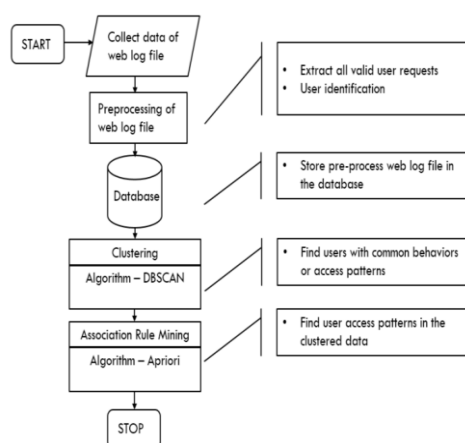 START
Collect data of
web log file
Preprocessing of
web log file
• Extract all valid user requests
• User identification
Database
• Store pre-process web log file in
the database
Clustering
Algorithm – DBSCAN
• Find users with common behaviors
or access patterns
Association Rule Mining
Algorithm – Apriori
• Find user access patterns in the
clustered data
STOP